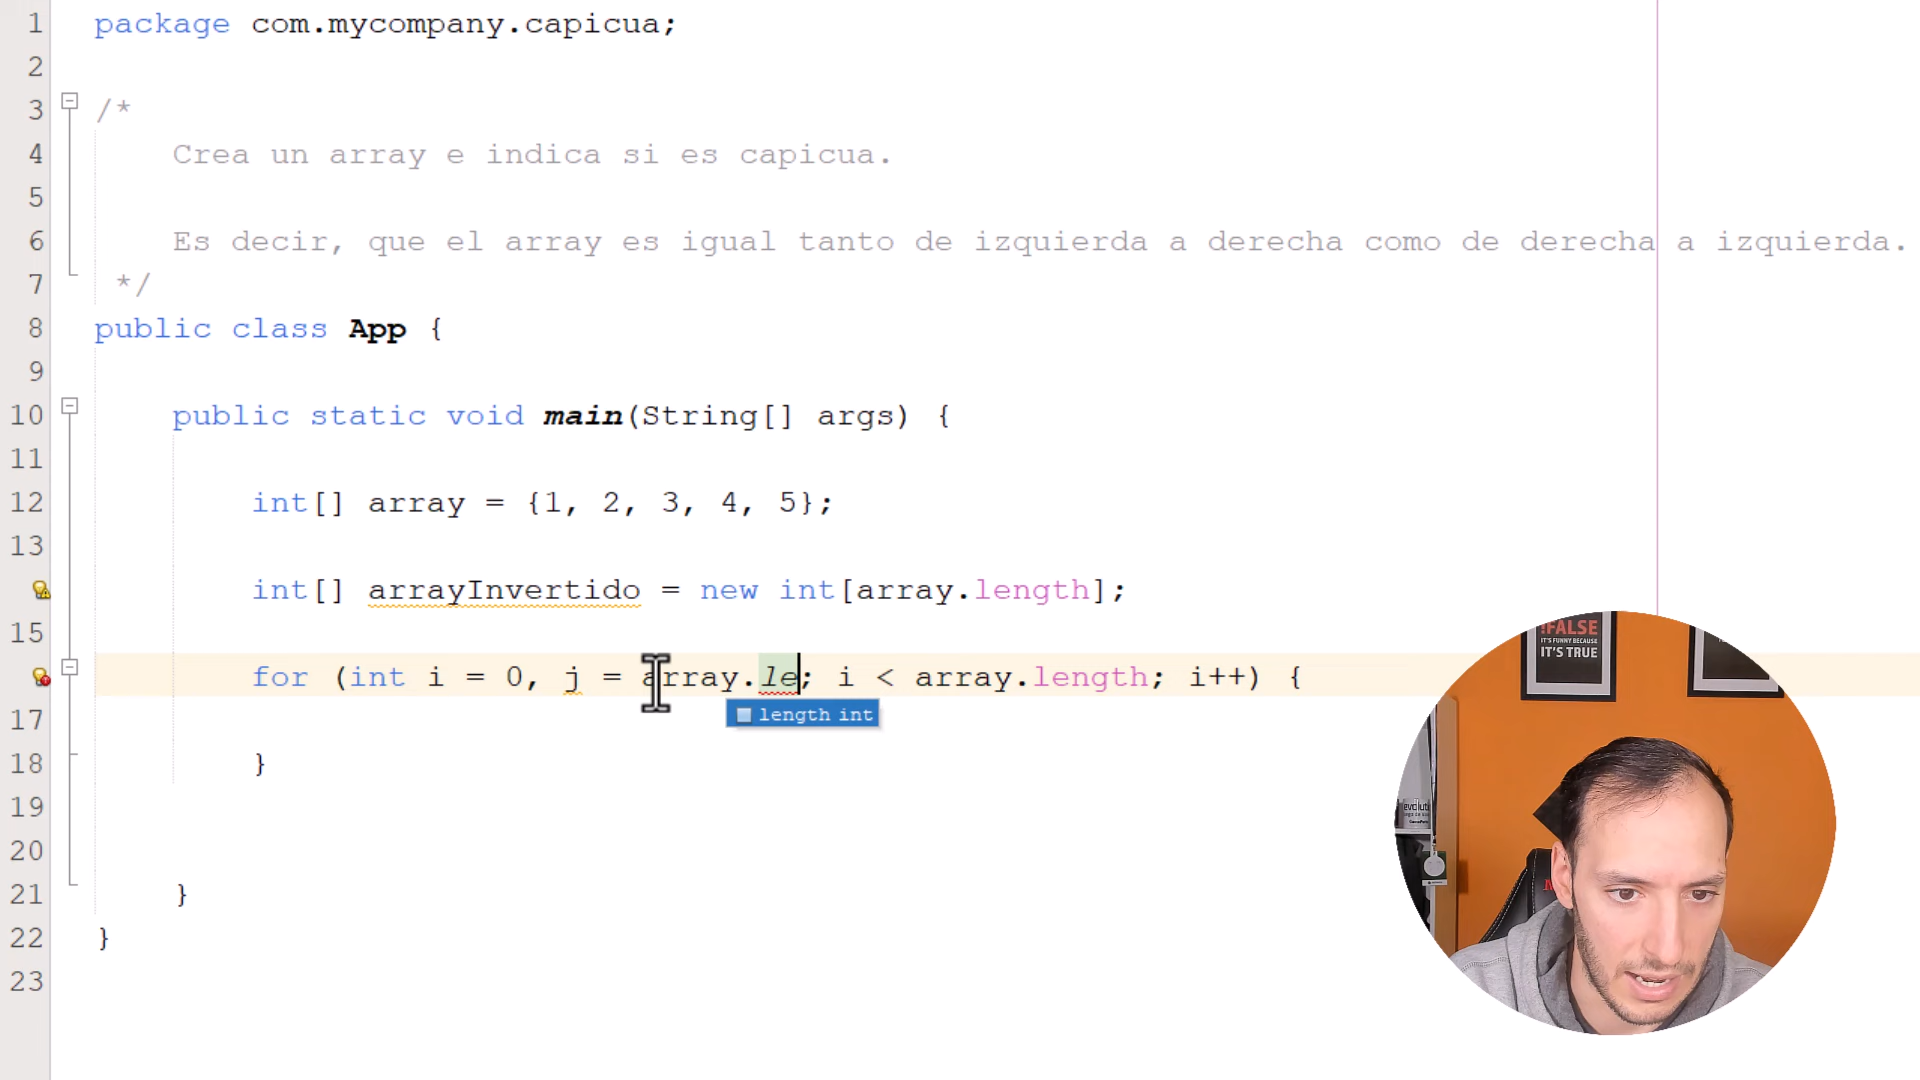 1 package com.mycompany.capicua;
2
3 /*
4 Crea un array e indica si es capicua.
5
6 Es decir, que el array es igual tanto de izquierda a derecha como de derecha a izquierda.
7 */
8 public class App {
9
10 public static void main(String[] args) {
11
12 int[] array = {1, 2, 3, 4, 5};
13
int[] arrayInvertido = new int[array.length];
15
for (int i = 0, j = array.le; i < array.length; i++) {
length int
17
18 }
19
20
21 }
22 }
23
!FALSE
IT'S FUNNY BECAUSE
IT'S TRUE